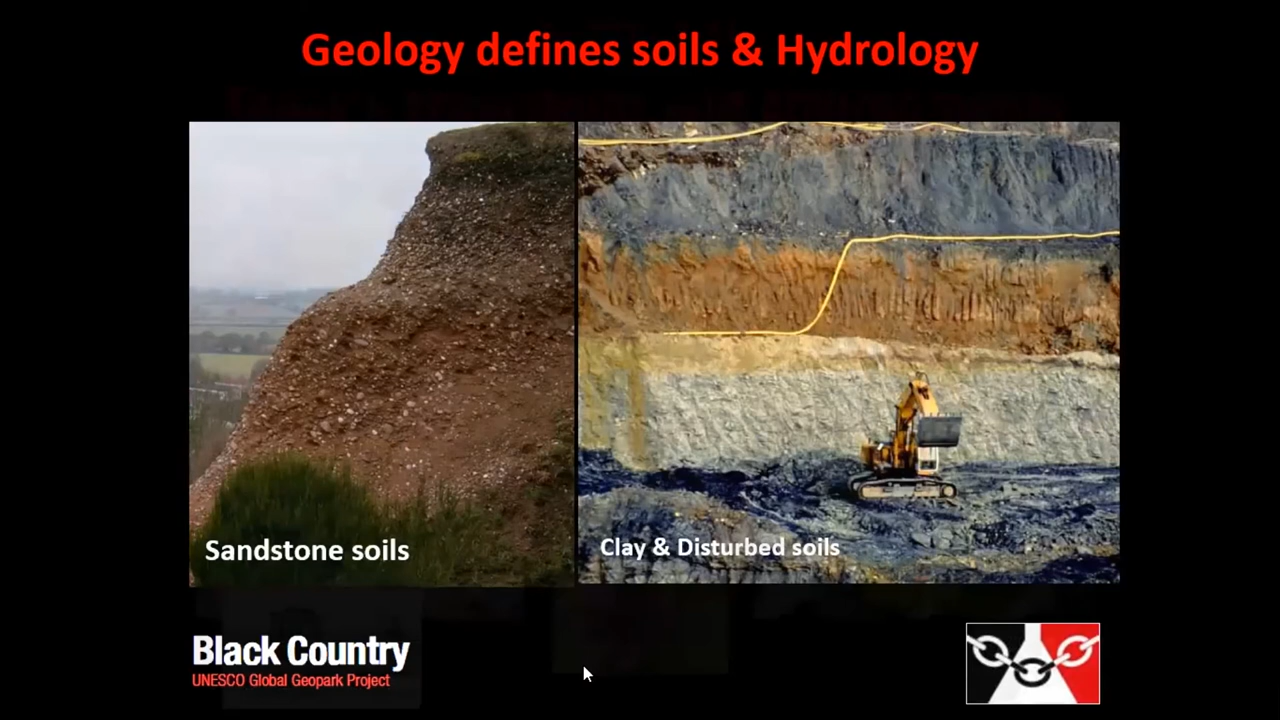 Geology defines soils & Hydrology
Sandstone soils
Clay & Disturbed soils
Black Country
UNESCO Global Geopark Project